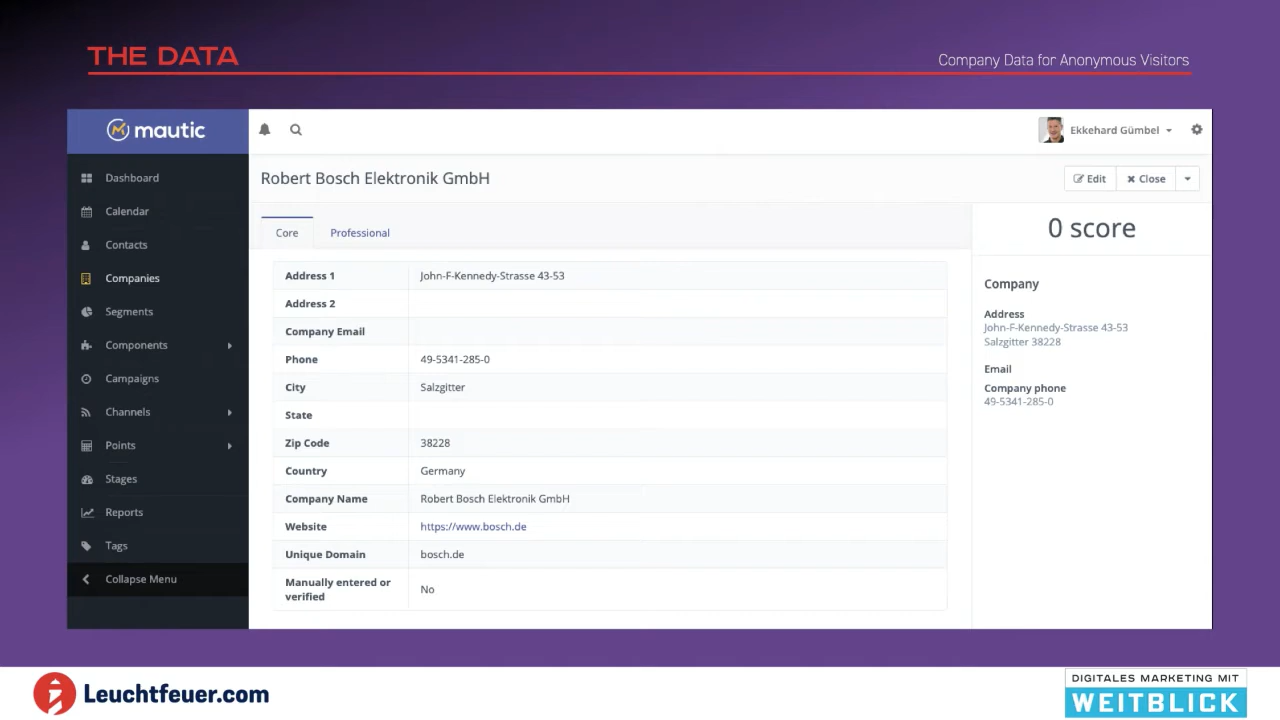 THE DATA
Company Data for Anonymous Visitors
mautic
Ekkehard Gümbel
Dashboard
Calendar
Contacts
Companies
Segments
Components
Campaigns
Channels
Points
Stages
Reports
Tags
Collapse Menu
Robert Bosch Elektronik GmbH
Edit
Close
Core
Professional
Address 1
John-F-Kennedy-Strasse 43-53
Address 2
Company Email
Phone
49-5341-285-0
City
Salzgitter
State
Zip Code
38228
Country
Germany
Company Name
Robert Bosch Elektronik GmbH
Website
https://www.bosch.de
Unique Domain
bosch.de
Manually entered or
verified
No
0 score
Company
Address
John-F-Kennedy-Strasse 43-53
Salzgitter 38228
Email
Company phone
49-5341-285-0
Leuchtfeuer.com
DIGITALES MARKETING MIT
WEITBLICK